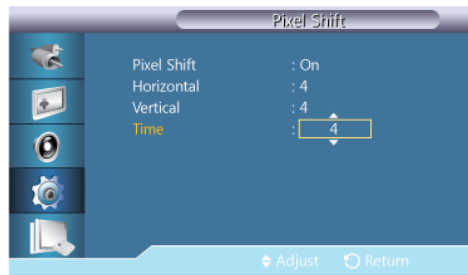 Pixel Shift
Pixel Shift : On
Horizontal : 4
Vertical : 4
Time : 4
Adjust Return